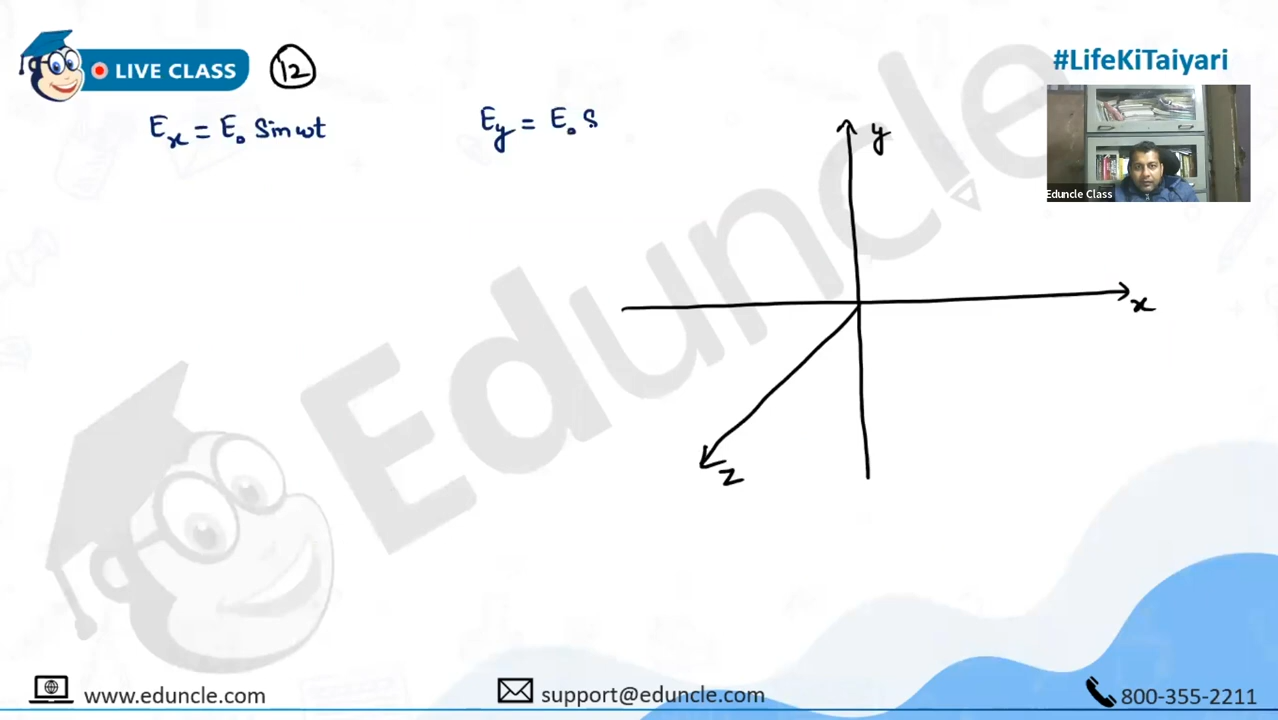 LIVE CLASS
12
#LifeKiTaiyari
Eₓ = E₀ Sin ωt
E_y = E₀ S
y
Eduncle Class
x
z
Eduncle
www.eduncle.com
support@eduncle.com
800-355-2211